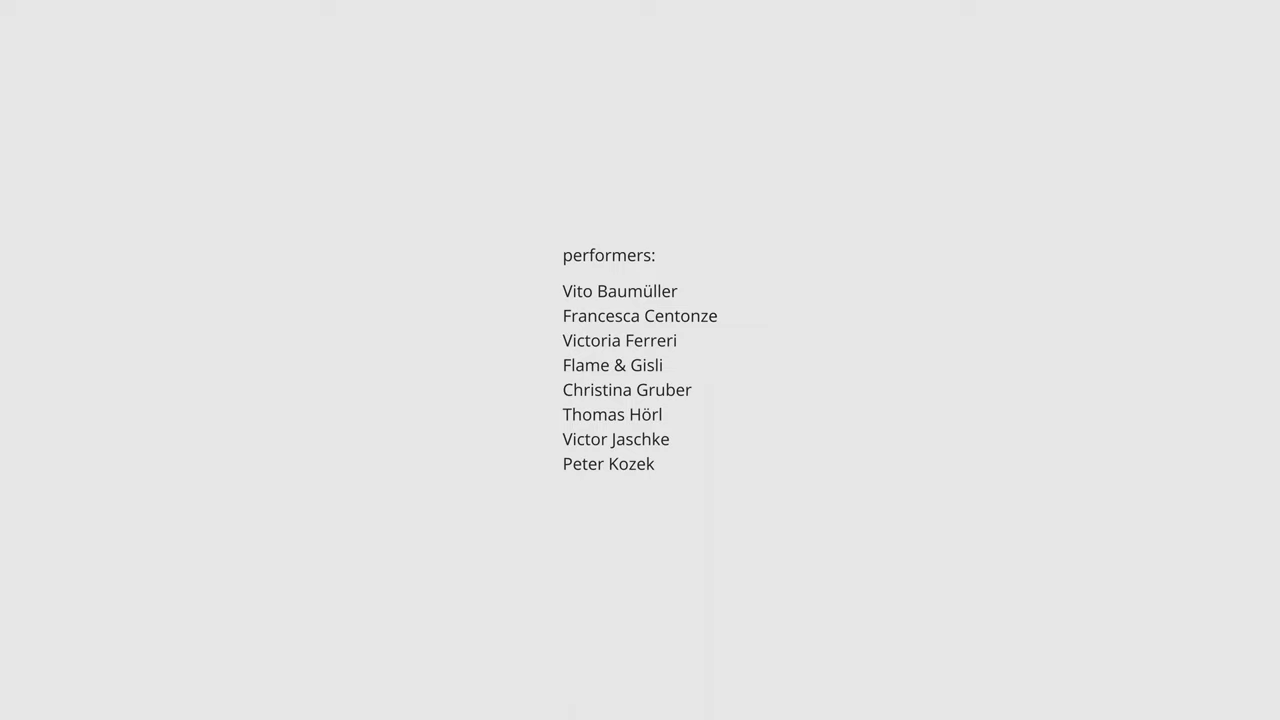 performers:
Vito Baumüller
Francesca Centonze
Victoria Ferreri
Flame & Gisli
Christina Gruber
Thomas Hörl
Victor Jaschke
Peter Kozek